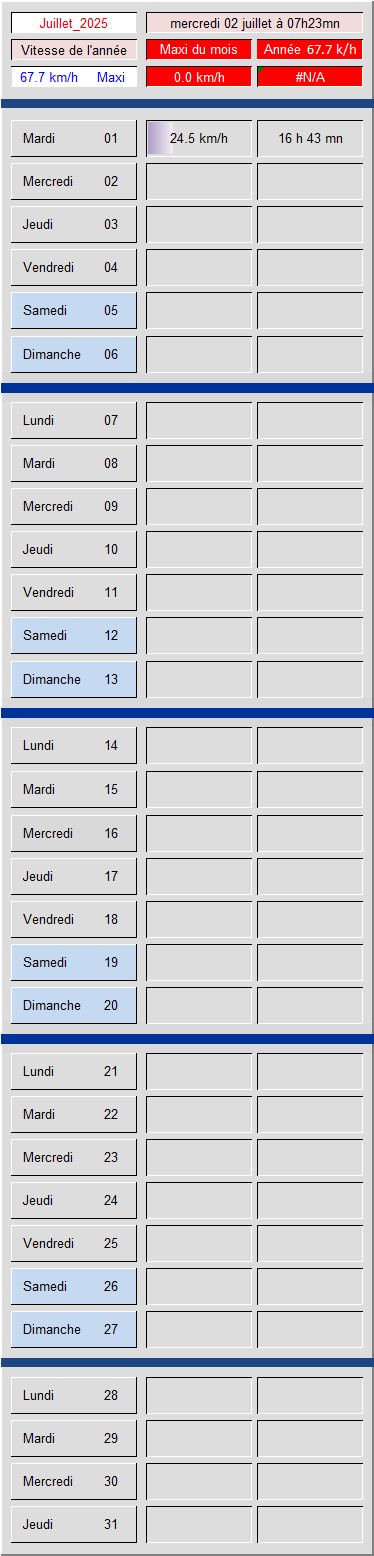 Juillet_2025 mercredi 02 juillet à 07h23mn
Vitesse de l'année Maxi du mois Année 67.7 k/h
67.7 km/h Maxi 0.0 km/h #N/A
Mardi 01 24.5 km/h 16 h 43 mn
Mercredi 02
Jeudi 03
Vendredi 04
Samedi 05
Dimanche 06
Lundi 07
Mardi 08
Mercredi 09
Jeudi 10
Vendredi 11
Samedi 12
Dimanche 13
Lundi 14
Mardi 15
Mercredi 16
Jeudi 17
Vendredi 18
Samedi 19
Dimanche 20
Lundi 21
Mardi 22
Mercredi 23
Jeudi 24
Vendredi 25
Samedi 26
Dimanche 27
Lundi 28
Mardi 29
Mercredi 30
Jeudi 31